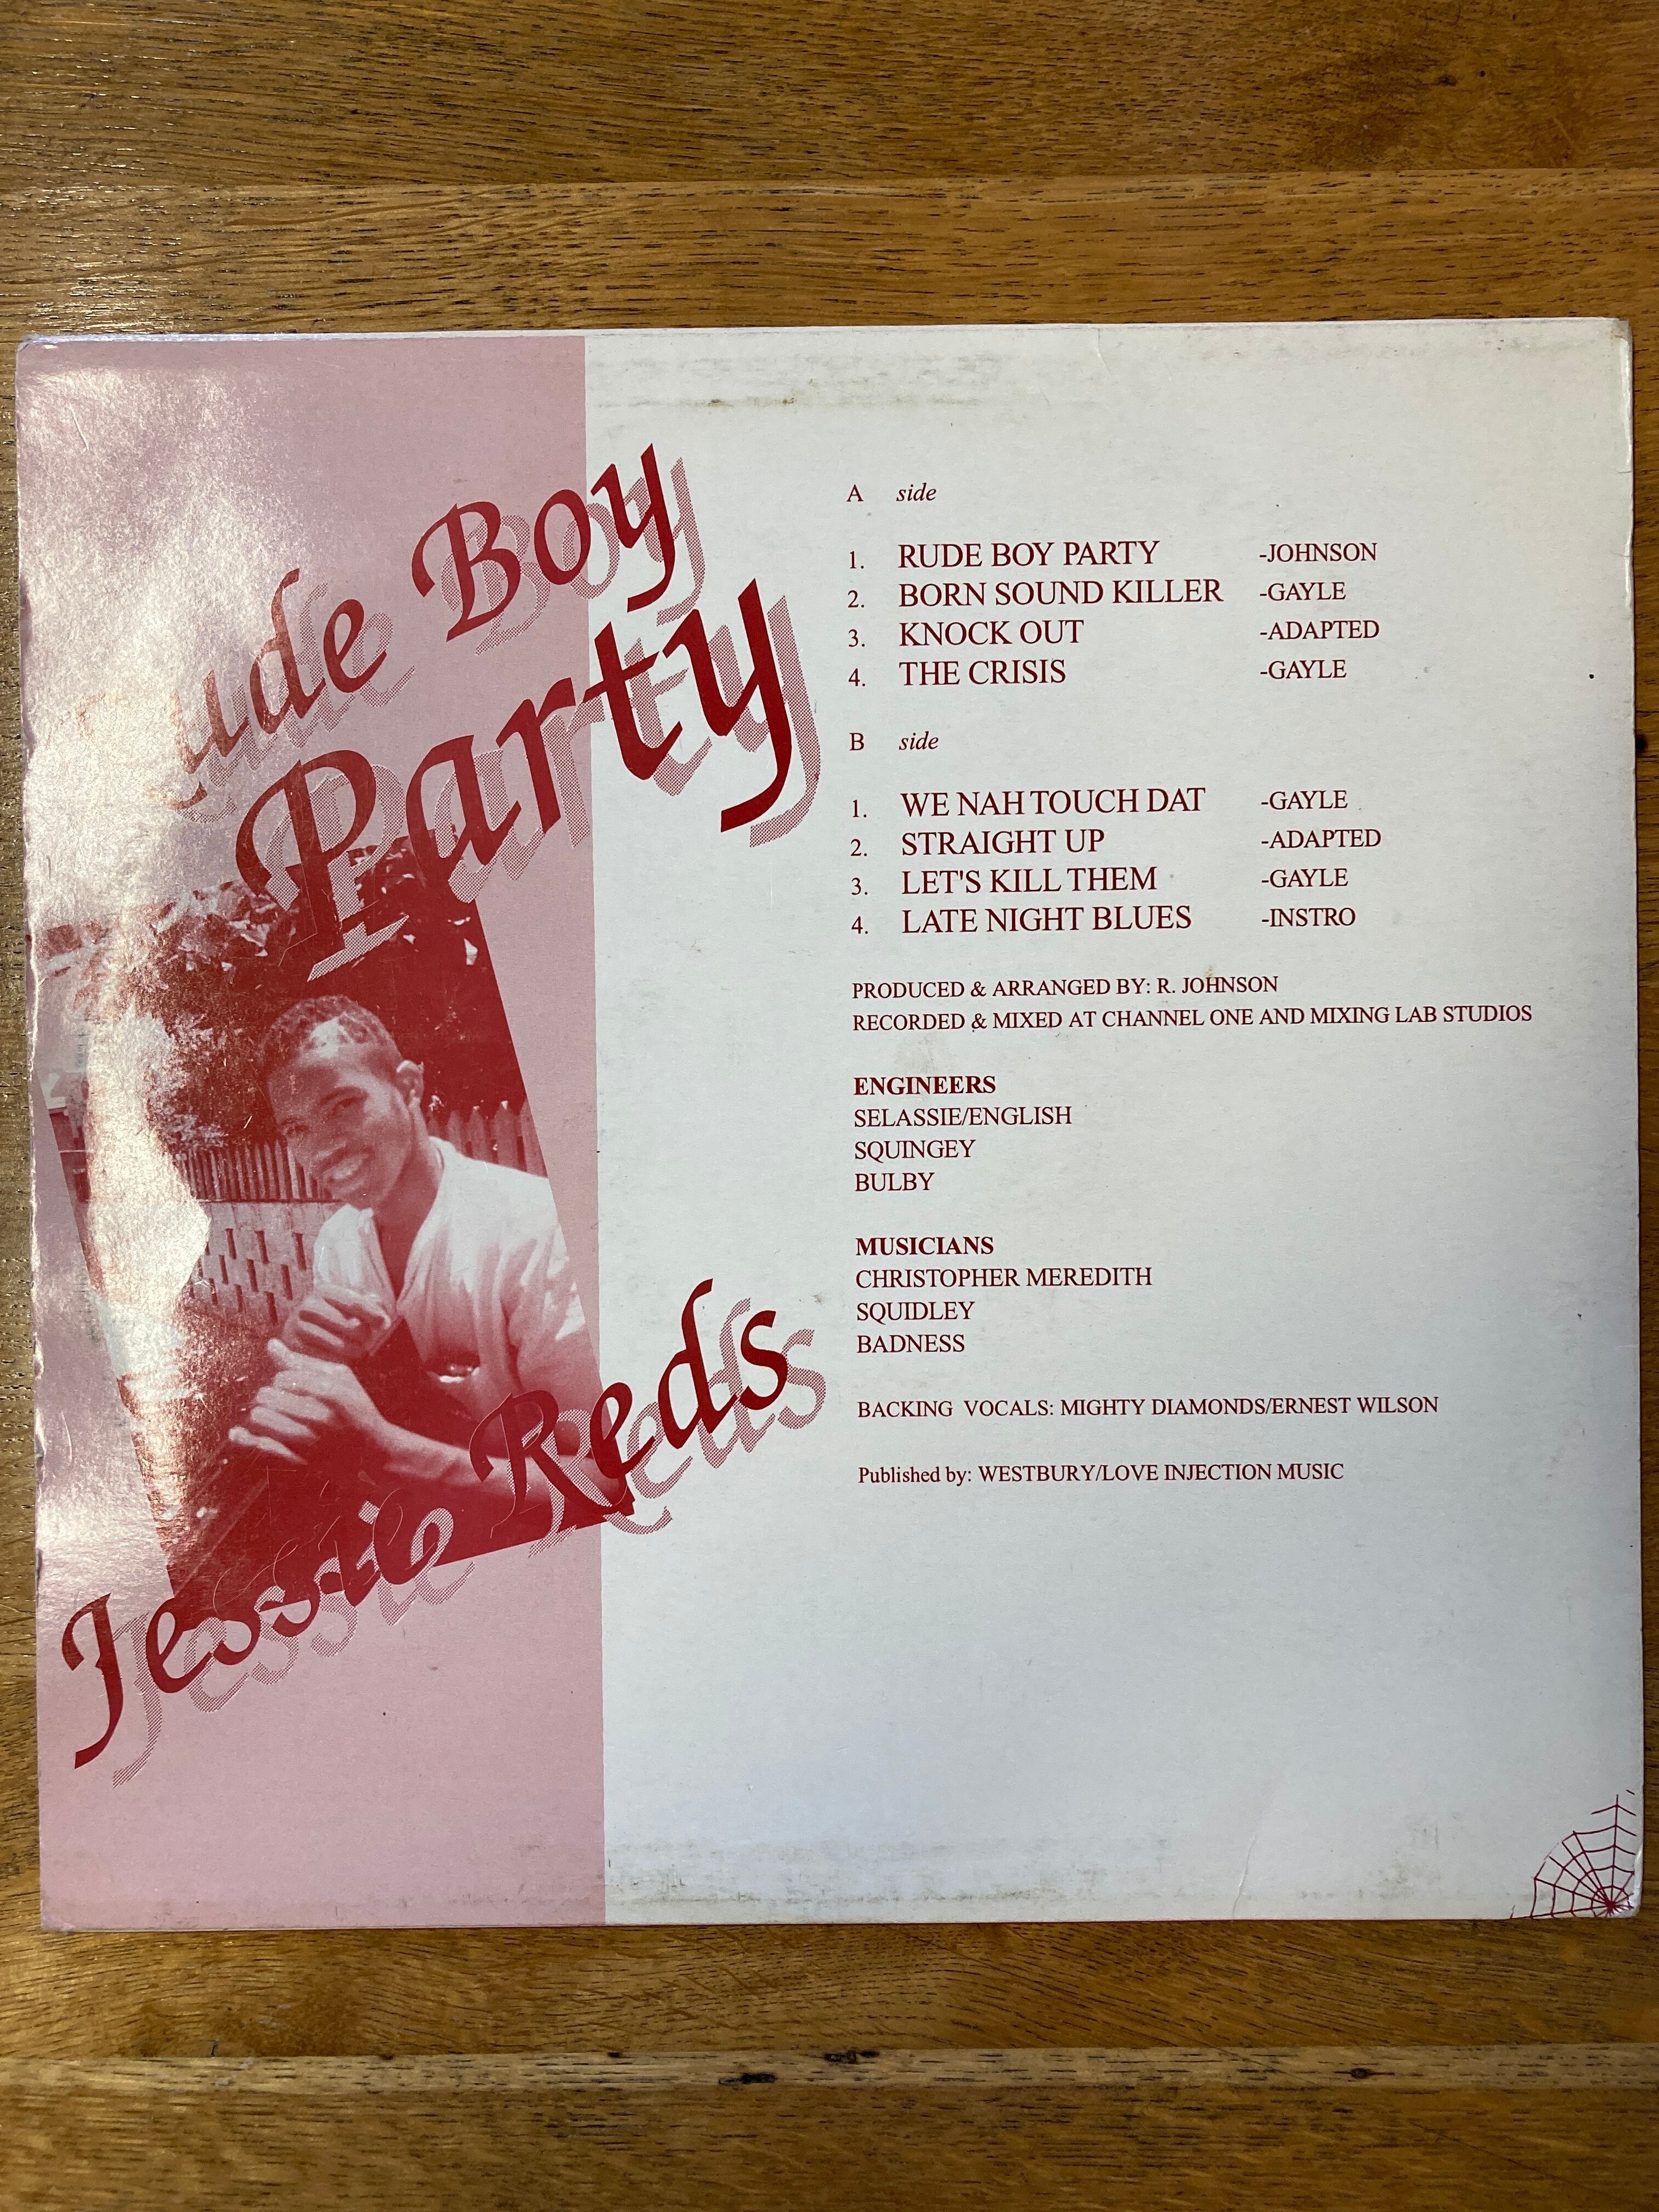 Rude Boy
Party
Jessie Reds
A side
1. RUDE BOY PARTY -JOHNSON
2. BORN SOUND KILLER -GAYLE
3. KNOCK OUT -ADAPTED
4. THE CRISIS -GAYLE
B side
1. WE NAH TOUCH DAT -GAYLE
2. STRAIGHT UP -ADAPTED
3. LET'S KILL THEM -GAYLE
4. LATE NIGHT BLUES -INSTRO
PRODUCED & ARRANGED BY: R. JOHNSON
RECORDED & MIXED AT CHANNEL ONE AND MIXING LAB STUDIOS
ENGINEERS
SELASSIE/ENGLISH
SQUINGEY
BULBY
MUSICIANS
CHRISTOPHER MEREDITH
SQUIDLEY
BADNESS
BACKING VOCALS: MIGHTY DIAMONDS/ERNEST WILSON
Published by: WESTBURY/LOVE INJECTION MUSIC